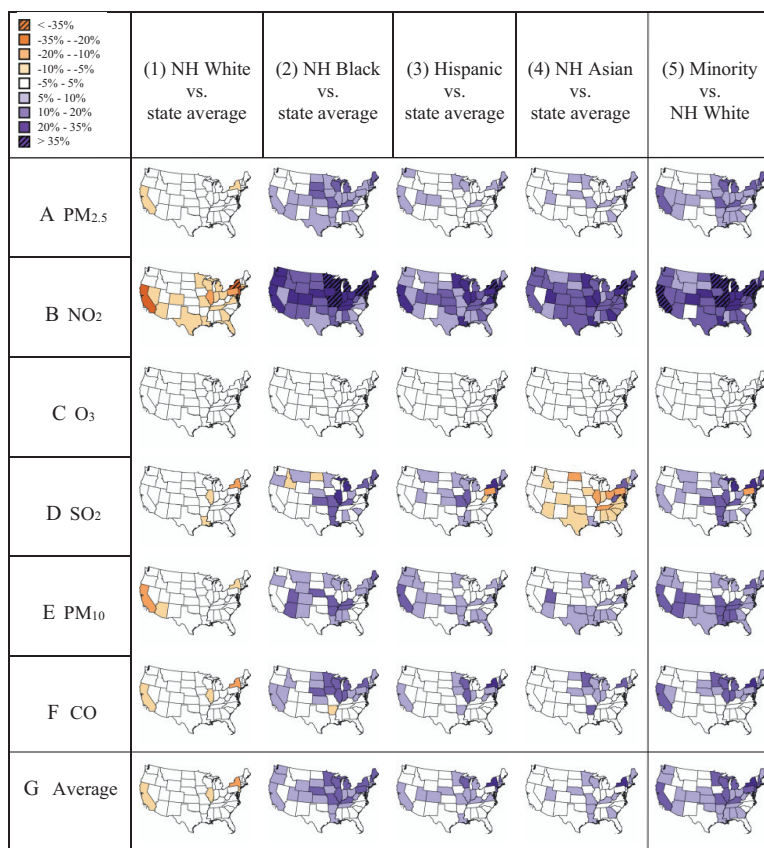 < -35%
-35% - -20%
-20% - -10%
-10% - -5%
-5% - 5%
5% - 10%
10% - 20%
20% - 35%
> 35%
(1) NH White
vs.
state average
(2) NH Black
vs.
state average
(3) Hispanic
vs.
state average
(4) NH Asian
vs.
state average
(5) Minority
vs.
NH White
A PM2.5
B NO2
C O3
D SO2
E PM10
F CO
G Average